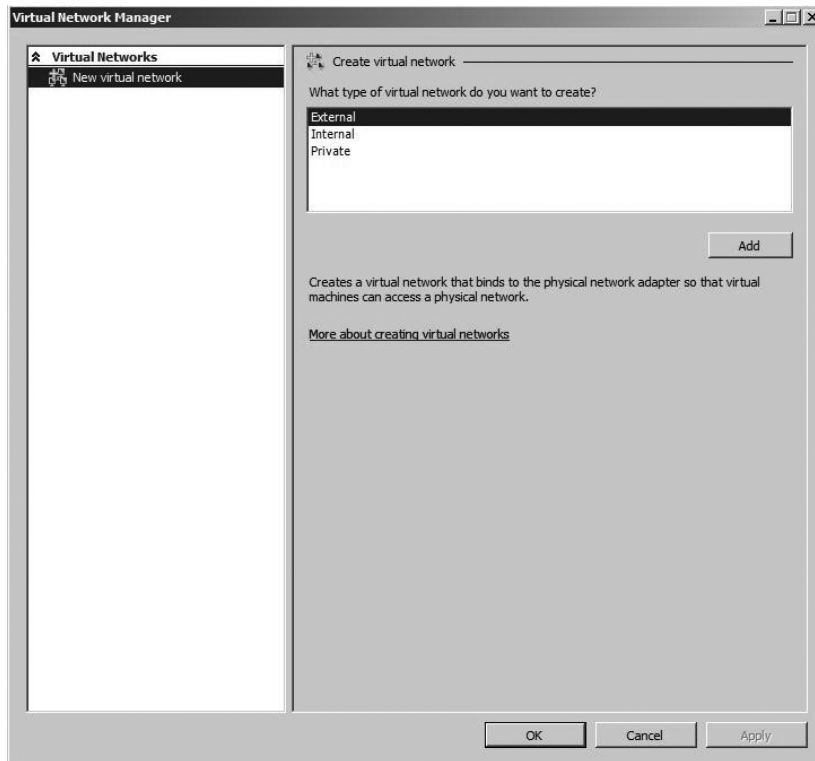 Virtual Network Manager
Virtual Networks
New virtual network
Create virtual network
What type of virtual network do you want to create?
External
Internal
Private
Add
Creates a virtual network that binds to the physical network adapter so that virtual
machines can access a physical network.
More about creating virtual networks
OK
Cancel
Apply